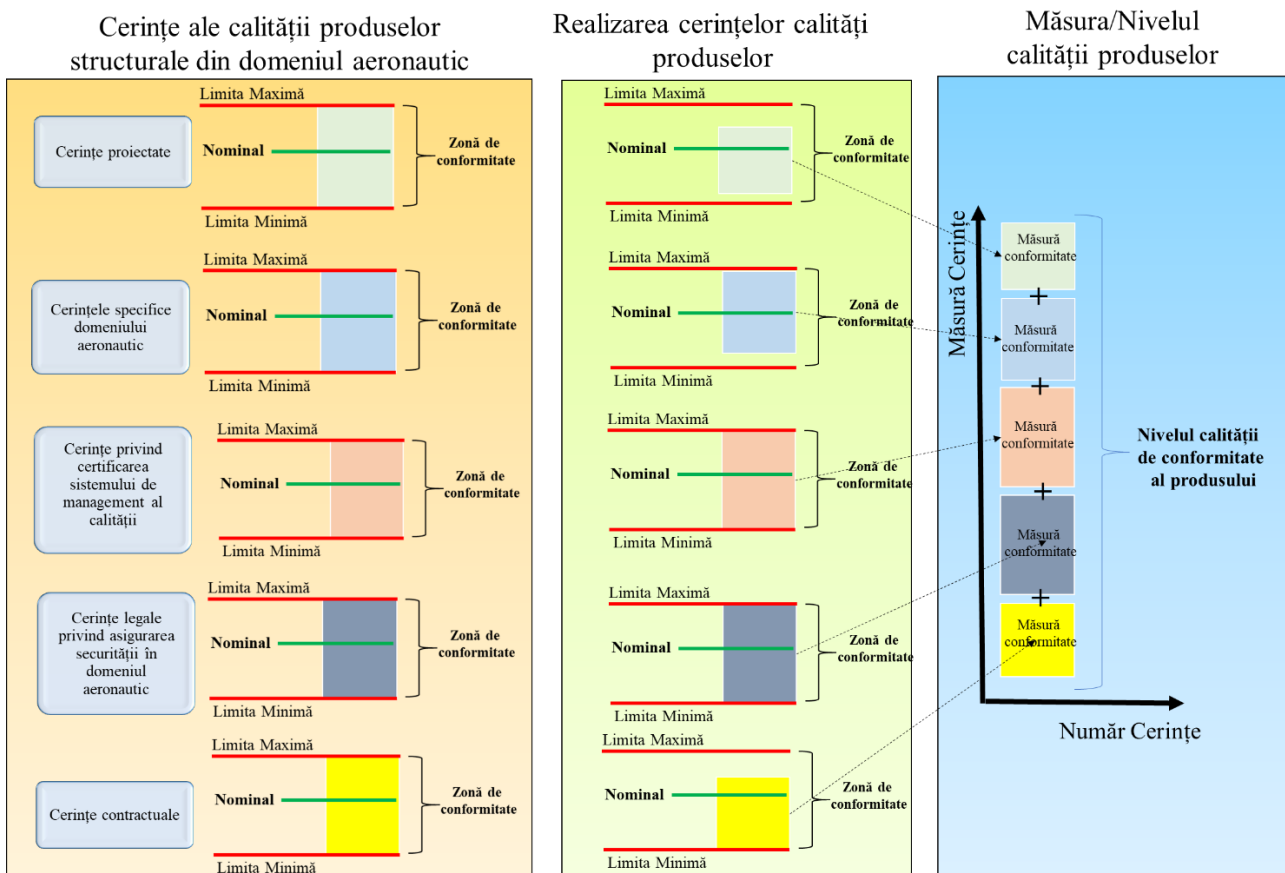 Cerințe ale calității produselor
structurale din domeniul aeronautic
Limita Maximă
Cerințe proiectate
Nominal
Zonă de
conformitate
Limita Minimă
Limita Maximă
Cerințele specifice
domeniului
aeronautic
Nominal
Zonă de
conformitate
Limita Minimă
Limita Maximă
Cerințe privind
certificarea
sistemului de
management al
calității
Nominal
Zonă de
conformitate
Limita Minimă
Limita Maximă
Cerințe legale
privind asigurarea
securității în
domeniul
aeronautic
Nominal
Zonă de
conformitate
Limita Minimă
Limita Maximă
Cerințe contractuale
Nominal
Zonă de
conformitate
Limita Minimă
Realizarea cerințelor calității
produselor
Limita Maximă
Nominal
Zonă de
conformitate
Limita Minimă
Limita Maximă
Nominal
Zonă de
conformitate
Limita Minimă
Limita Maximă
Nominal
Zonă de
conformitate
Limita Minimă
Limita Maximă
Nominal
Zonă de
conformitate
Limita Minimă
Limita Maximă
Nominal
Zonă de
conformitate
Limita Minimă
Măsura/Nivelul
calității produselor
Măsură Cerințe
Măsură
conformitate
+
Măsură
conformitate
+
Măsură
conformitate
+
Măsură
conformitate
+
Măsură
conformitate
Nivelul calității
de conformitate
al produsului
Număr Cerințe